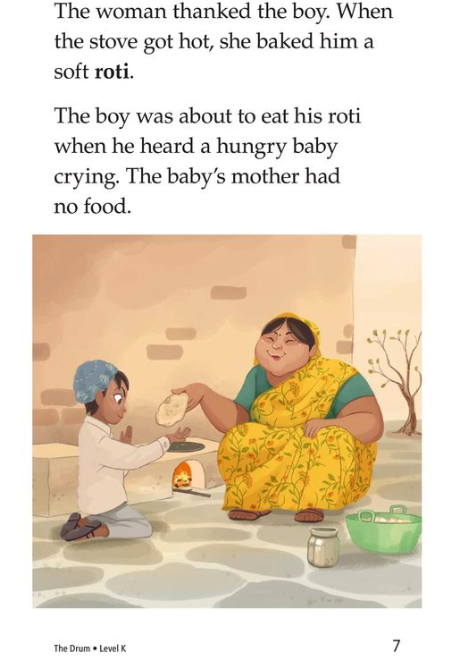 The woman thanked the boy. When
the stove got hot, she baked him a
soft roti.
The boy was about to eat his roti
when he heard a hungry baby
crying. The baby’s mother had
no food.
The Drum • Level K
7